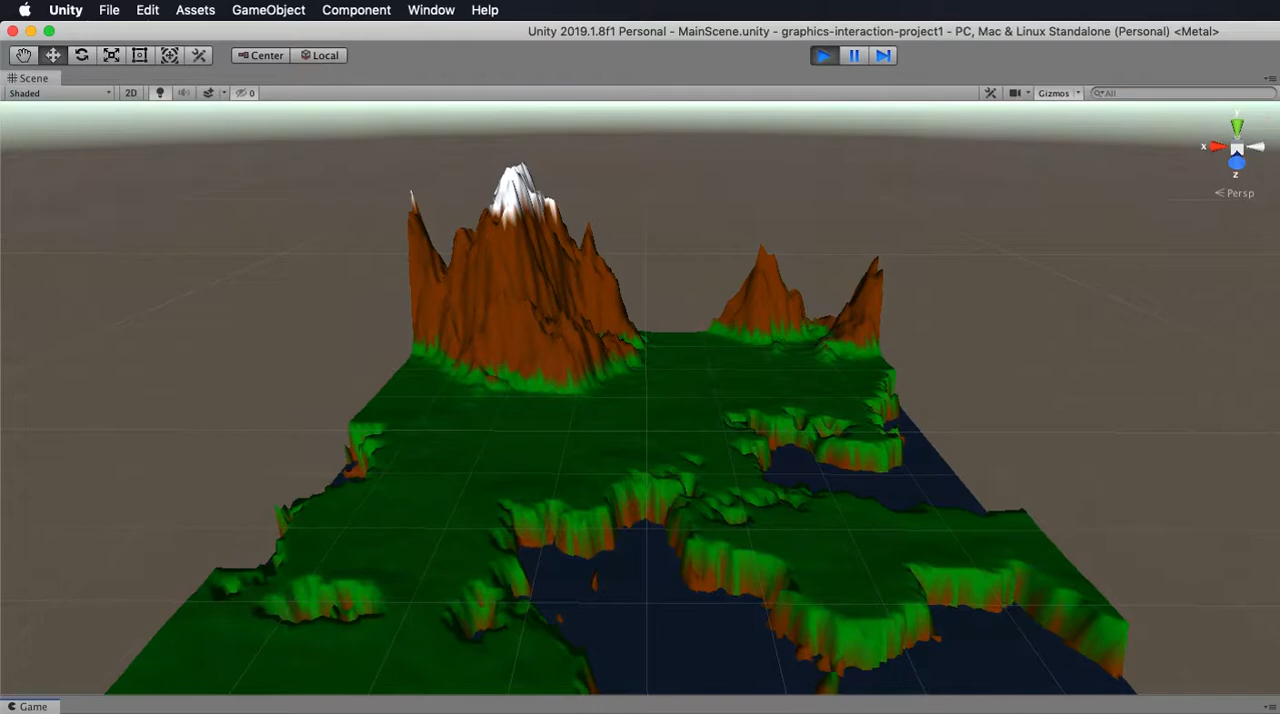 Unity File Edit Assets GameObject Component Window Help
Unity 2019.1.8f1 Personal - MainScene.unity - graphics-interaction-project1 - PC, Mac & Linux Standalone (Personal) <Metal>
Center Local
Scene
Shaded 2D 0 Gizmos All
y
x
z
Persp
Game